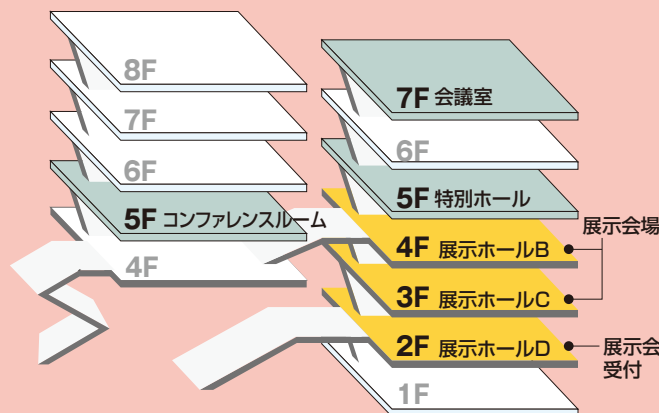 8F
7F
6F
5F コンファレンスルーム
4F
7F 会議室
6F
5F 特別ホール
4F 展示ホールB
3F 展示ホールC
2F 展示ホールD
1F
展示会場
展示会
受付